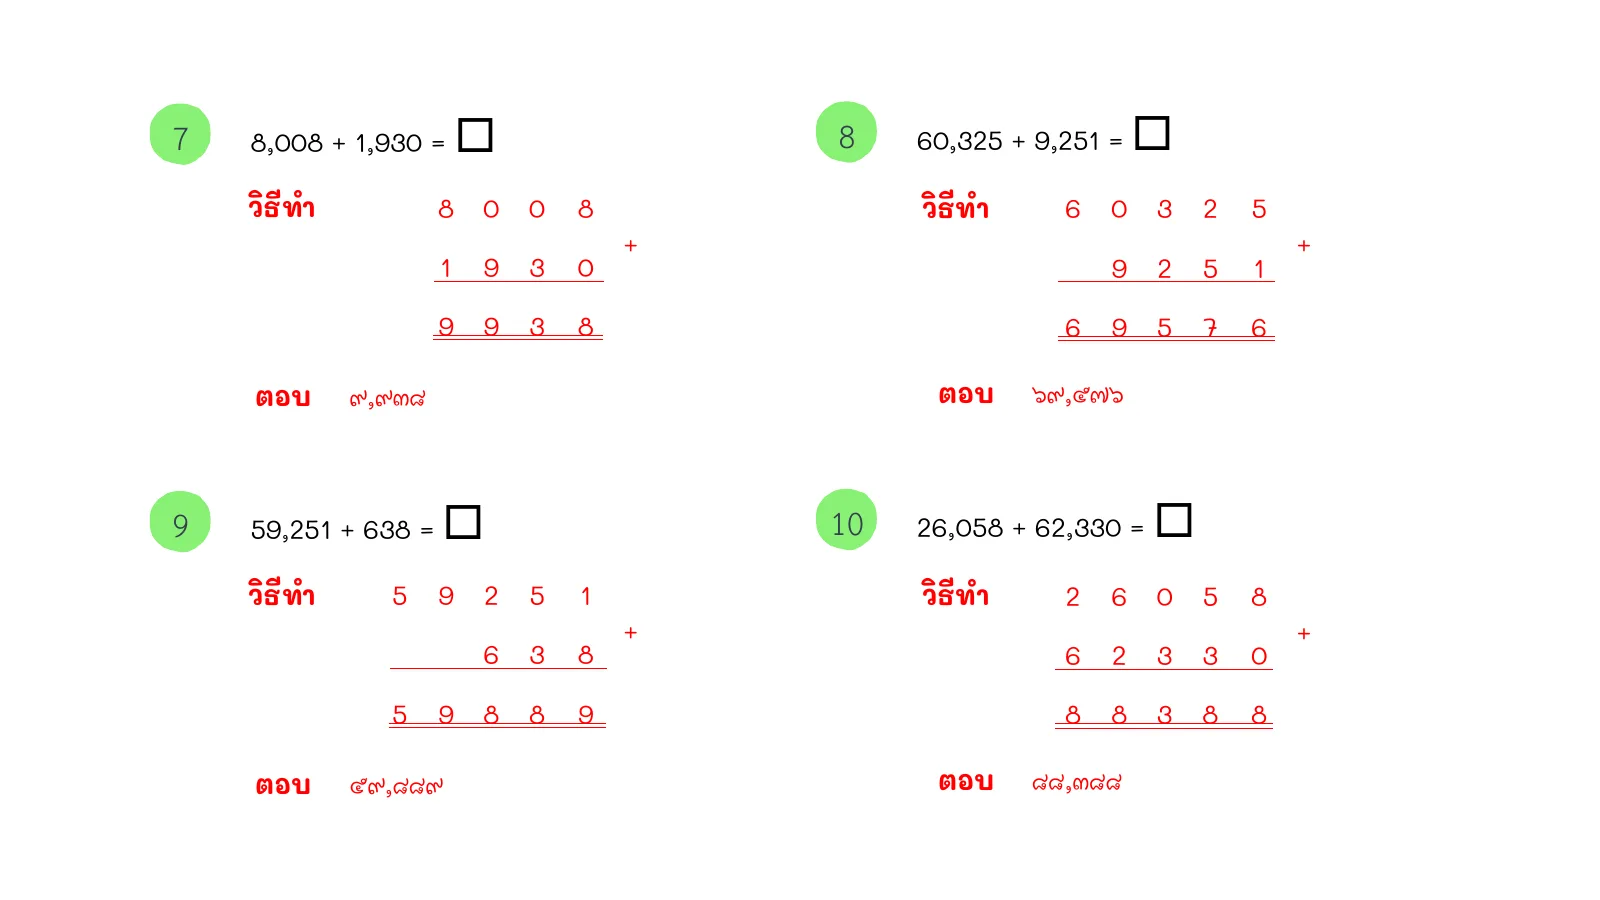 7
8,008 + 1,930 = □
วิธีทำ 8 0 0 8
+
1 9 3 0
9 9 3 8
ตอบ ๙,๙๓๘
8
60,325 + 9,251 = □
วิธีทำ 6 0 3 2 5
+
9 2 5 1
6 9 5 7 6
ตอบ ๖๙,๕๗๖
9
59,251 + 638 = □
วิธีทำ 5 9 2 5 1
+
6 3 8
5 9 8 8 9
ตอบ ๕๙,๘๘๙
10
26,058 + 62,330 = □
วิธีทำ 2 6 0 5 8
+
6 2 3 3 0
8 8 3 8 8
ตอบ ๘๘,๓๘๘